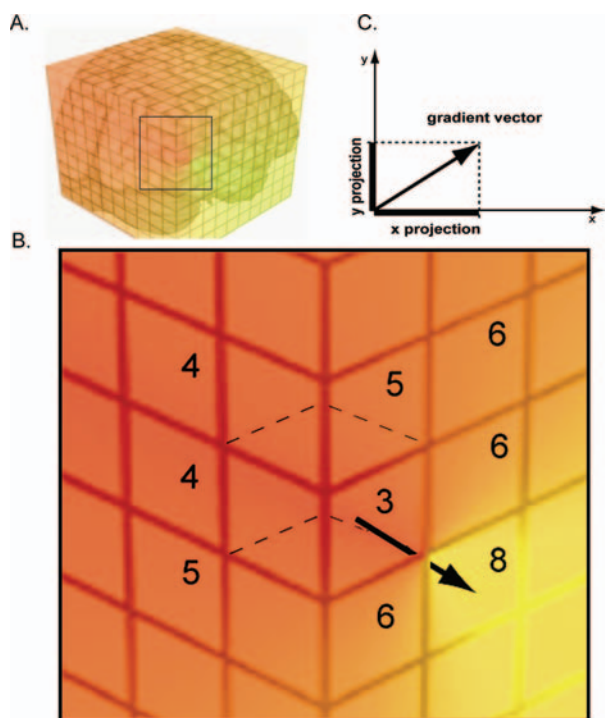 A.
C.
y
gradient vector
y projection
x projection
x
B.
6
4
5
6
4
3
8
5
6